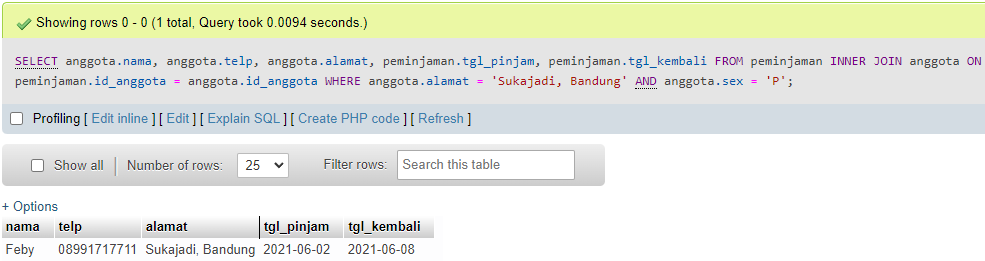 Showing rows 0 - 0 (1 total, Query took 0.0094 seconds.)
SELECT anggota.nama, anggota.telp, anggota.alamat, peminjaman.tgl_pinjam, peminjaman.tgl_kembali FROM peminjaman INNER JOIN anggota ON
peminjaman.id_anggota = anggota.id_anggota WHERE anggota.alamat = 'Sukajadi, Bandung' AND anggota.sex = 'P';
Profiling [ Edit inline ] [ Edit ] [ Explain SQL ] [ Create PHP code ] [ Refresh ]
Show all Number of rows: 25 Filter rows: Search this table
+ Options
nama telp alamat tgl_pinjam tgl_kembali
Feby 08991717711 Sukajadi, Bandung 2021-06-02 2021-06-08